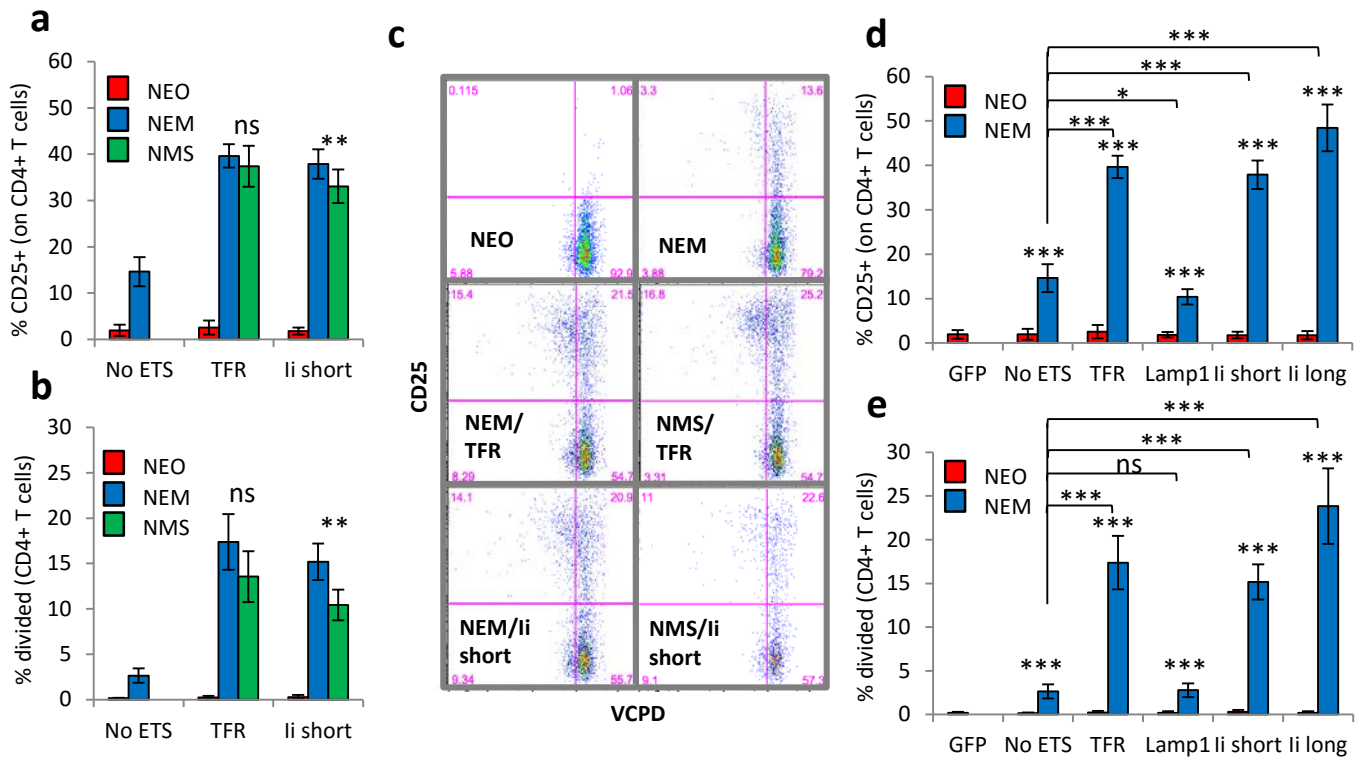 a
60
50
40
30
20
10
0
% CD25+ (on CD4+ T cells)
NEO
NEM
NMS
ns
**
No ETS TFR Ii short
b
30
25
20
15
10
5
0
% divided (CD4+ T cells)
NEO
NEM
NMS
ns
**
No ETS TFR Ii short
c
0.115 1.06
NEO
5.88 92.9
3.3 13.6
NEM
3.88 79.2
15.4 21.5
NEM/
TFR
8.29 54.7
16.8 25.2
NMS/
TFR
3.31 54.7
14.1 20.9
NEM/Ii
short
9.34 55.7
11 22.6
NMS/Ii
short
9.1 57.3
CD25
VCPD
d
60
50
40
30
20
10
0
% CD25+ (on CD4+ T cells)
NEO
NEM
***
***
*
***
*** *** *** *** ***
GFP No ETS TFR Lamp1 Ii short Ii long
e
30
25
20
15
10
5
0
% divided (CD4+ T cells)
NEO
NEM
***
***
ns
***
*** *** *** *** ***
GFP No ETS TFR Lamp1 Ii short Ii long